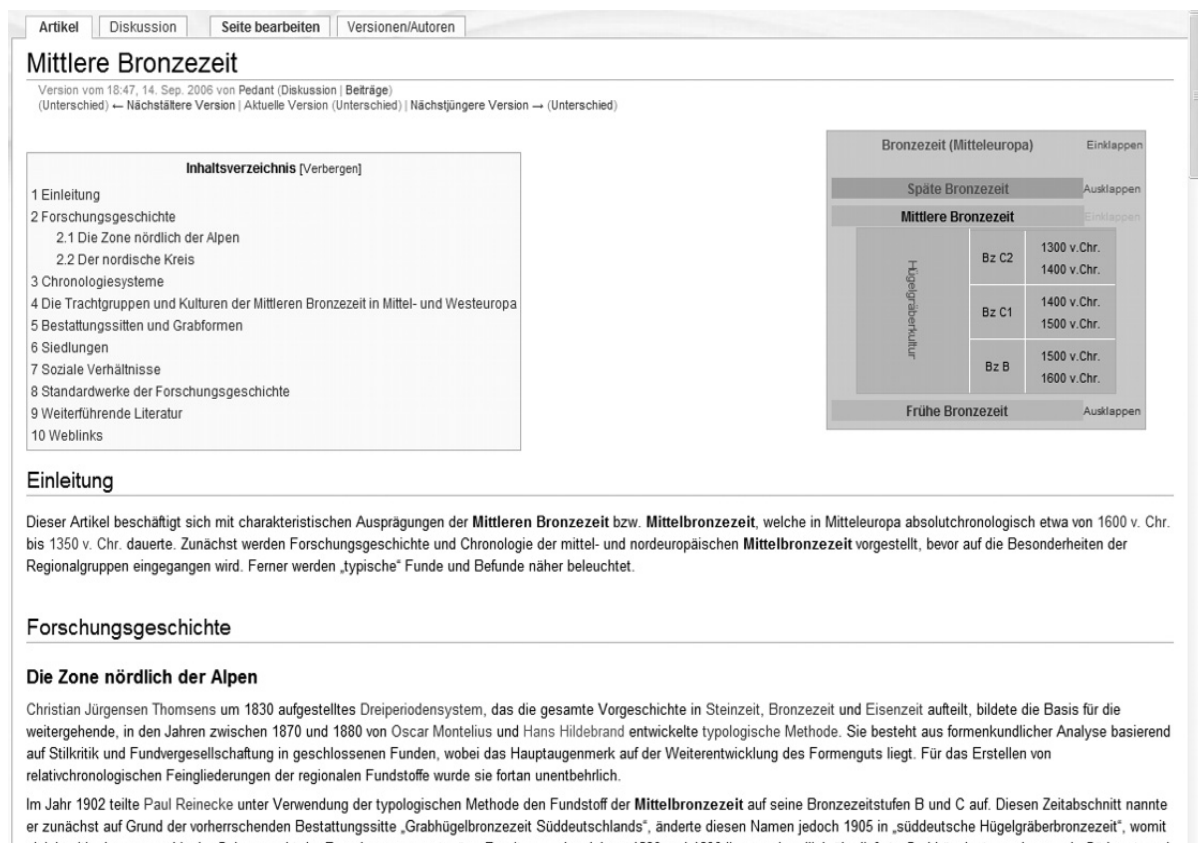 Artikel Diskussion Seite bearbeiten Versionen/Autoren
Mittlere Bronzezeit
Version vom 18:47, 14. Sep. 2006 von Pedant (Diskussion | Beiträge)
(Unterschied) ← Nächstältere Version | Aktuelle Version (Unterschied) | Nächstjüngere Version → (Unterschied)
Inhaltsverzeichnis [Verbergen]
1 Einleitung
2 Forschungsgeschichte
2.1 Die Zone nördlich der Alpen
2.2 Der nordische Kreis
3 Chronologiesysteme
4 Die Trachtgruppen und Kulturen der Mittleren Bronzezeit in Mittel- und Westeuropa
5 Bestattungssitten und Grabformen
6 Siedlungen
7 Soziale Verhältnisse
8 Standardwerke der Forschungsgeschichte
9 Weiterführende Literatur
10 Weblinks
Bronzezeit (Mitteleuropa) Einklappen
Späte Bronzezeit Ausklappen
Mittlere Bronzezeit Einklappen
Hügelgräberkultur
Bz C2
1300 v.Chr.
1400 v.Chr.
Bz C1
1400 v.Chr.
1500 v.Chr.
Bz B
1500 v.Chr.
1600 v.Chr.
Frühe Bronzezeit Ausklappen
Einleitung
Dieser Artikel beschäftigt sich mit charakteristischen Ausprägungen der Mittleren Bronzezeit bzw. Mittelbronzezeit, welche in Mitteleuropa absolutchronologisch etwa von 1600 v. Chr.
bis 1350 v. Chr. dauerte. Zunächst werden Forschungsgeschichte und Chronologie der mittel- und nordeuropäischen Mittelbronzezeit vorgestellt, bevor auf die Besonderheiten der
Regionalgruppen eingegangen wird. Ferner werden „typische“ Funde und Befunde näher beleuchtet.
Forschungsgeschichte
Die Zone nördlich der Alpen
Christian Jürgensen Thomsens um 1830 aufgestelltes Dreiperiodensystem, das die gesamte Vorgeschichte in Steinzeit, Bronzezeit und Eisenzeit aufteilt, bildete die Basis für die
weitergehende, in den Jahren zwischen 1870 und 1880 von Oscar Montelius und Hans Hildebrand entwickelte typologische Methode. Sie besteht aus formenkundlicher Analyse basierend
auf Stilkritik und Fundvergesellschaftung in geschlossenen Funden, wobei das Hauptaugenmerk auf der Weiterentwicklung des Formenguts liegt. Für das Erstellen von
relativchronologischen Feingliederungen der regionalen Fundstoffe wurde sie fortan unentbehrlich.
Im Jahr 1902 teilte Paul Reinecke unter Verwendung der typologischen Methode den Fundstoff der Mittelbronzezeit auf seine Bronzezeitstufen B und C auf. Diesen Zeitabschnitt nannte
er zunächst auf Grund der vorherrschenden Bestattungssitte „Grabhügelbronzezeit Süddeutschlands“, änderte diesen Namen jedoch 1905 in „süddeutsche Hügelgräberbronzezeit“, womit